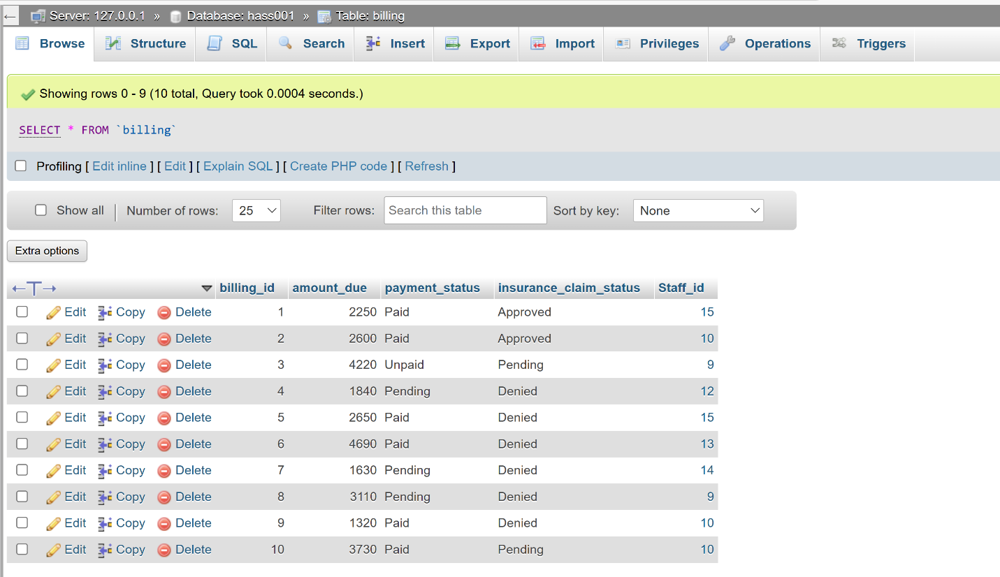 ← Server: 127.0.0.1 » Database: hass001 » Table: billing
Browse Structure SQL Search Insert Export Import Privileges Operations Triggers
Showing rows 0 - 9 (10 total, Query took 0.0004 seconds.)
SELECT * FROM `billing`
Profiling [ Edit inline ] [ Edit ] [ Explain SQL ] [ Create PHP code ] [ Refresh ]
Show all | Number of rows: 25 Filter rows: Search this table Sort by key: None
Extra options
←T→ ▼ billing_id amount_due payment_status insurance_claim_status Staff_id
Edit Copy Delete 1 2250 Paid Approved 15
Edit Copy Delete 2 2600 Paid Approved 10
Edit Copy Delete 3 4220 Unpaid Pending 9
Edit Copy Delete 4 1840 Pending Denied 12
Edit Copy Delete 5 2650 Paid Denied 15
Edit Copy Delete 6 4690 Paid Denied 13
Edit Copy Delete 7 1630 Pending Denied 14
Edit Copy Delete 8 3110 Pending Denied 9
Edit Copy Delete 9 1320 Paid Denied 10
Edit Copy Delete 10 3730 Paid Pending 10